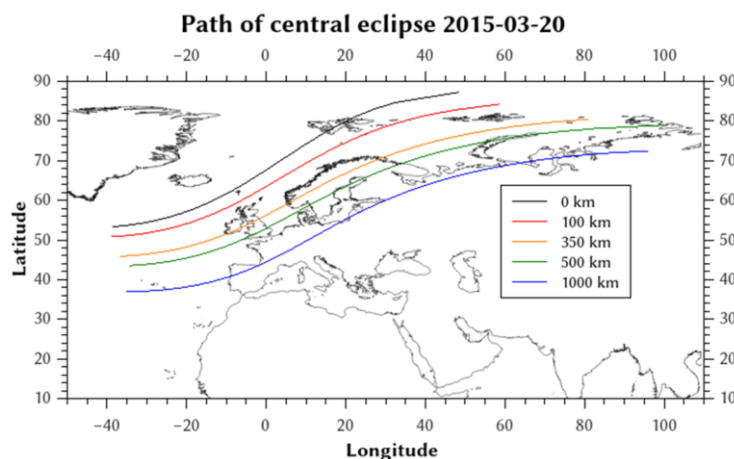 Path of central eclipse 2015-03-20
−40 −20 0 20 40 60 80 100
90 90
80 80
70 70
60 60
50 50
40 40
30 30
20 20
10 10
Latitude
0 km
100 km
350 km
500 km
1000 km
−40 −20 0 20 40 60 80 100
Longitude